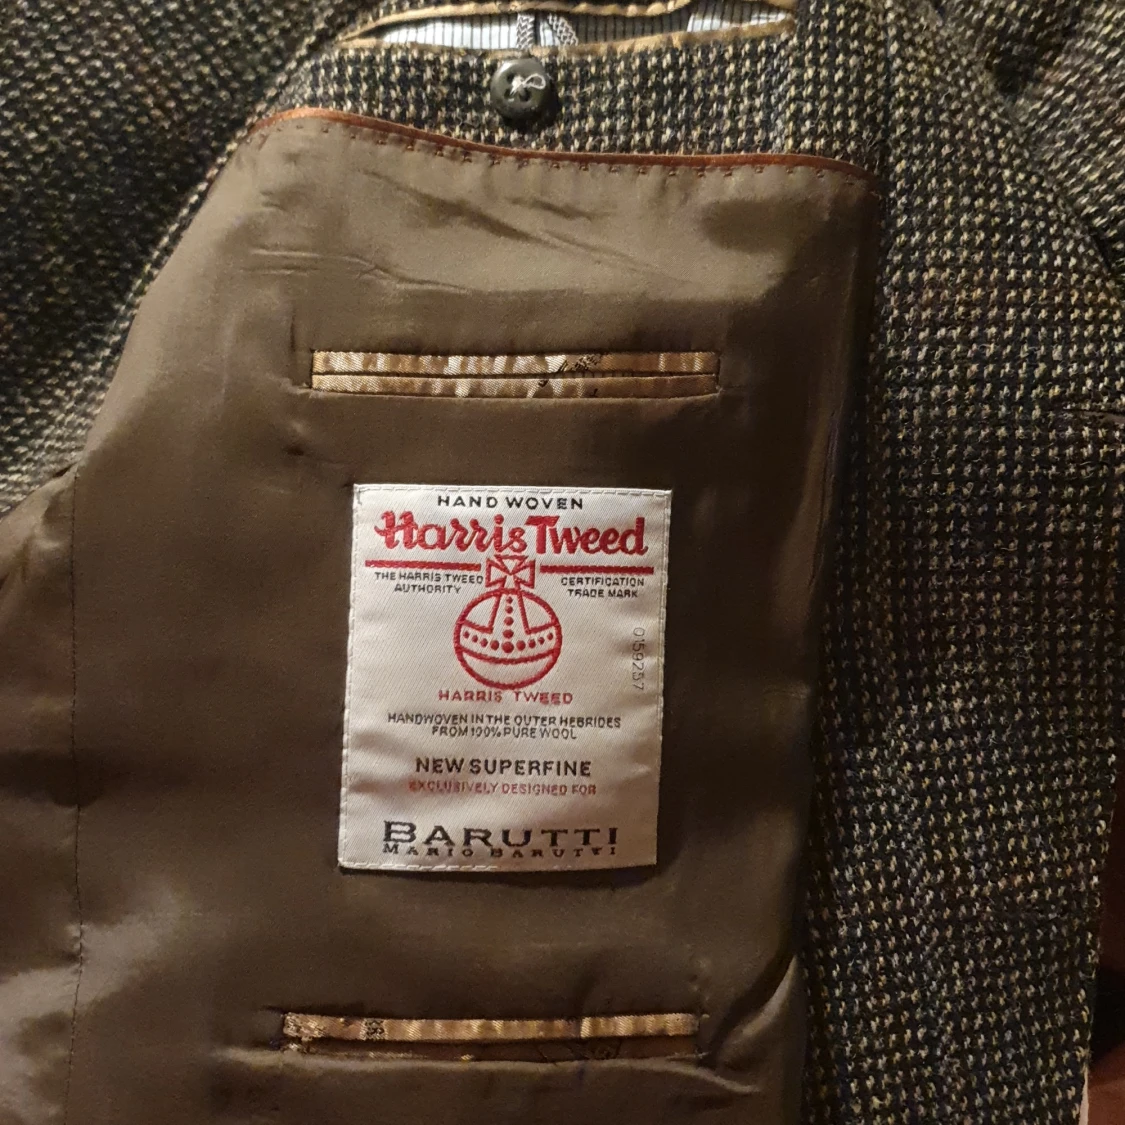 HAND WOVEN
Harris Tweed
THE HARRIS TWEED
AUTHORITY
CERTIFICATION
TRADE MARK
HARRIS TWEED
HANDWOVEN IN THE OUTER HEBRIDES
FROM 100% PURE WOOL
NEW SUPERFINE
EXCLUSIVELY DESIGNED FOR
BARUTTI
MARIO BARUTTI
0159257